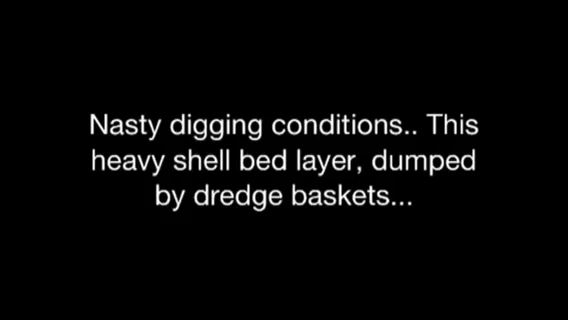 Nasty digging conditions.. This
heavy shell bed layer, dumped
by dredge baskets...